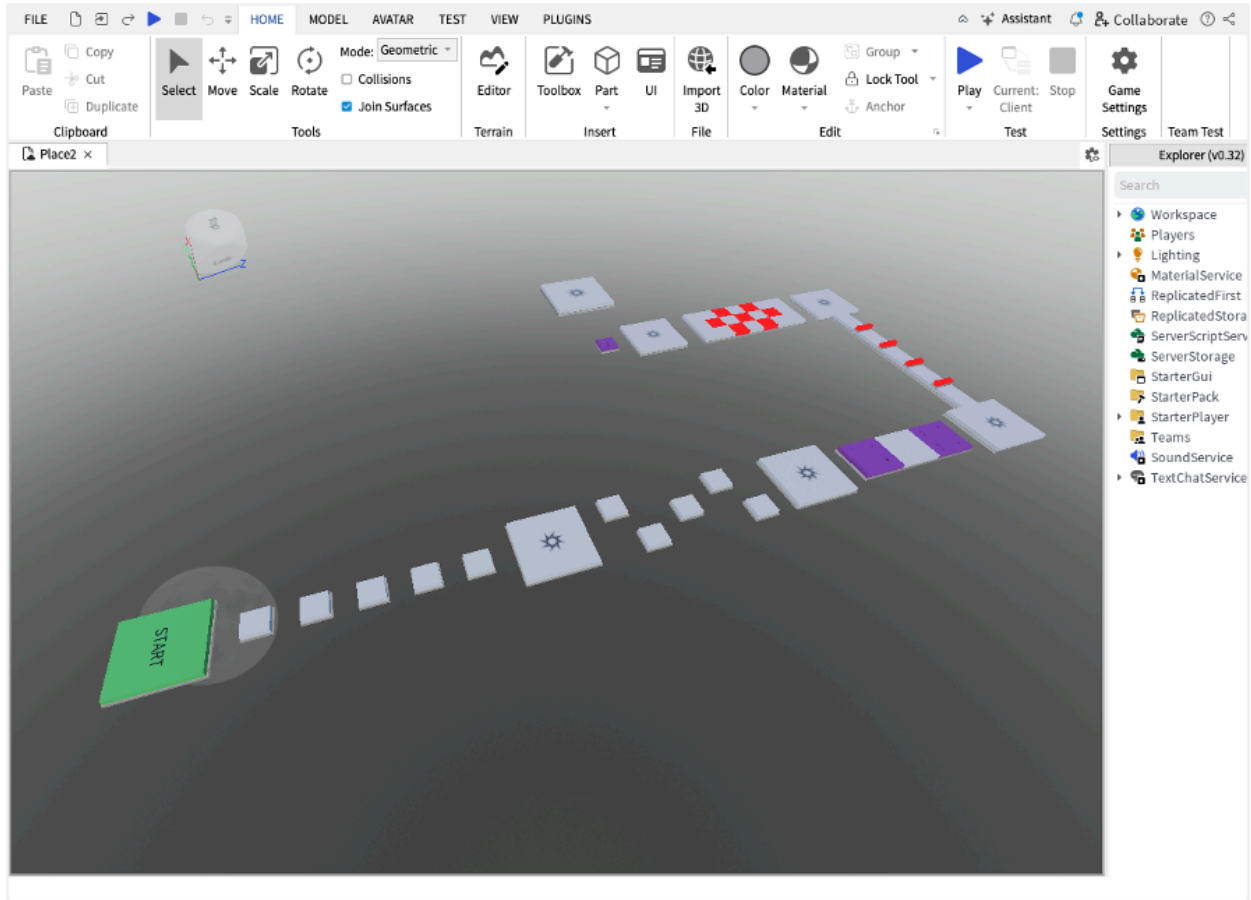 FILE HOME MODEL AVATAR TEST VIEW PLUGINS Assistant Collaborate
Paste
Copy
Cut
Duplicate
Clipboard
Select Move Scale Rotate
Mode: Geometric
Collisions
Join Surfaces
Tools
Editor
Terrain
Toolbox Part UI
Insert
Import
3D
File
Color Material
Group
Lock Tool
Anchor
Edit
Play Current: Stop
Client
Test
Game
Settings
Settings
Team Test
Place2
Explorer (v0.32)
Search
Workspace
Players
Lighting
MaterialService
ReplicatedFirst
ReplicatedStora
ServerScriptServ
ServerStorage
StarterGui
StarterPack
StarterPlayer
Teams
SoundService
TextChatService
X
Z
START